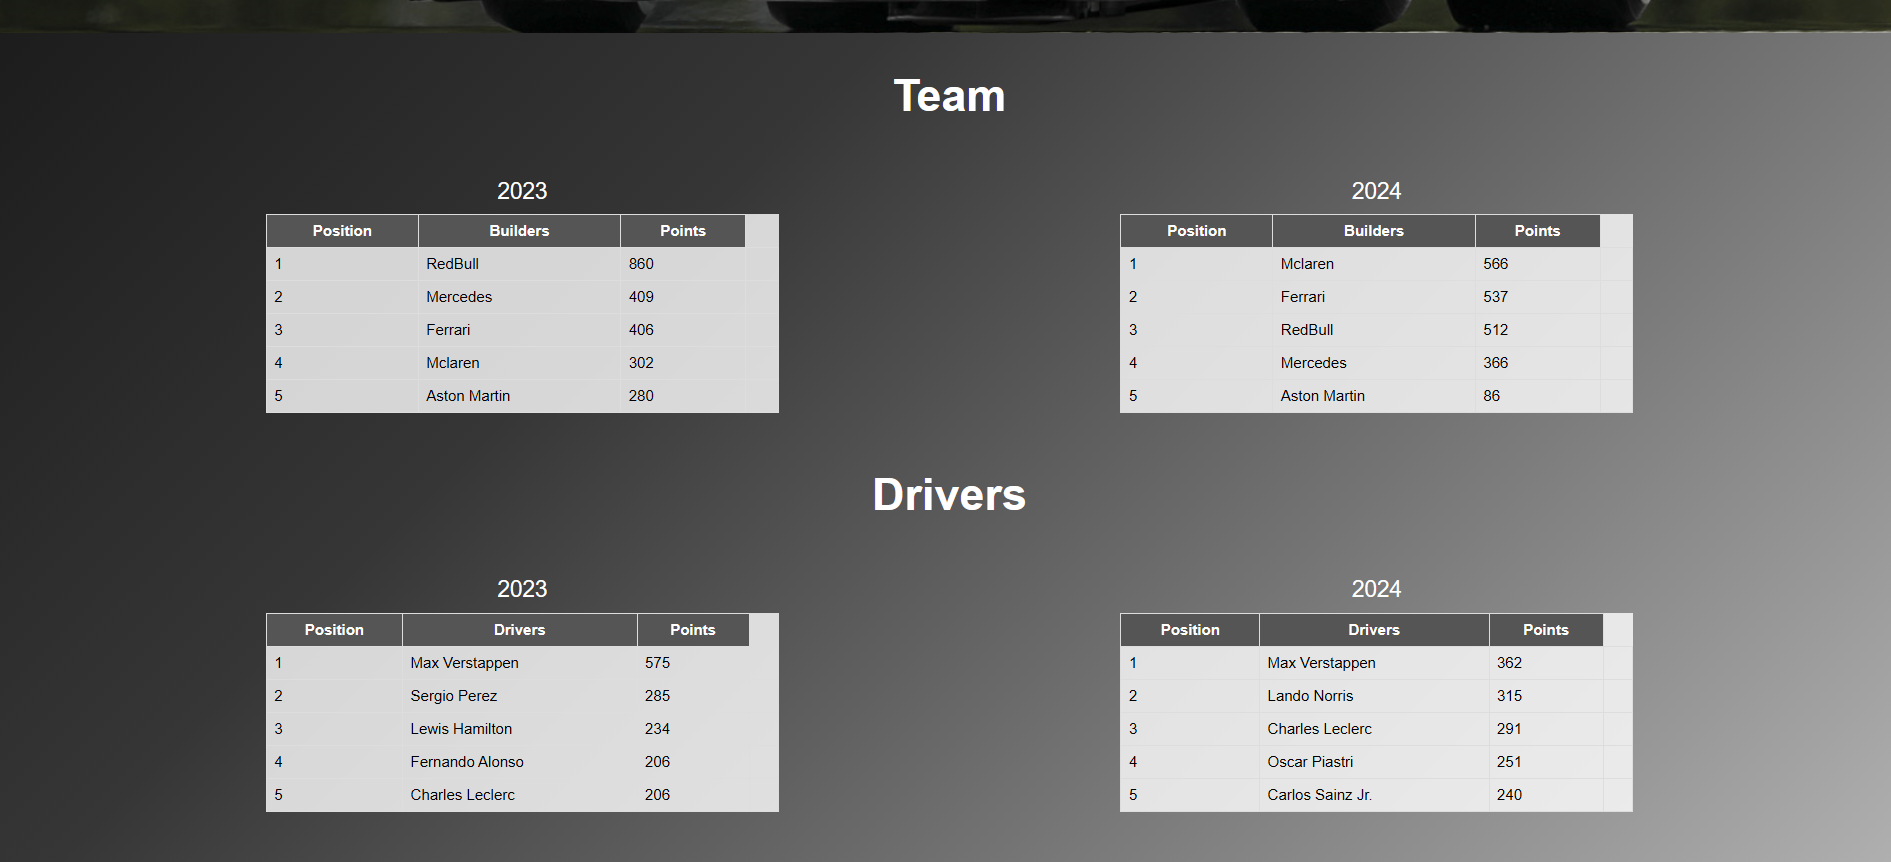 Team
2023
Position Builders Points
1 RedBull 860
2 Mercedes 409
3 Ferrari 406
4 Mclaren 302
5 Aston Martin 280
2024
Position Builders Points
1 Mclaren 566
2 Ferrari 537
3 RedBull 512
4 Mercedes 366
5 Aston Martin 86
Drivers
2023
Position Drivers Points
1 Max Verstappen 575
2 Sergio Perez 285
3 Lewis Hamilton 234
4 Fernando Alonso 206
5 Charles Leclerc 206
2024
Position Drivers Points
1 Max Verstappen 362
2 Lando Norris 315
3 Charles Leclerc 291
4 Oscar Piastri 251
5 Carlos Sainz Jr. 240